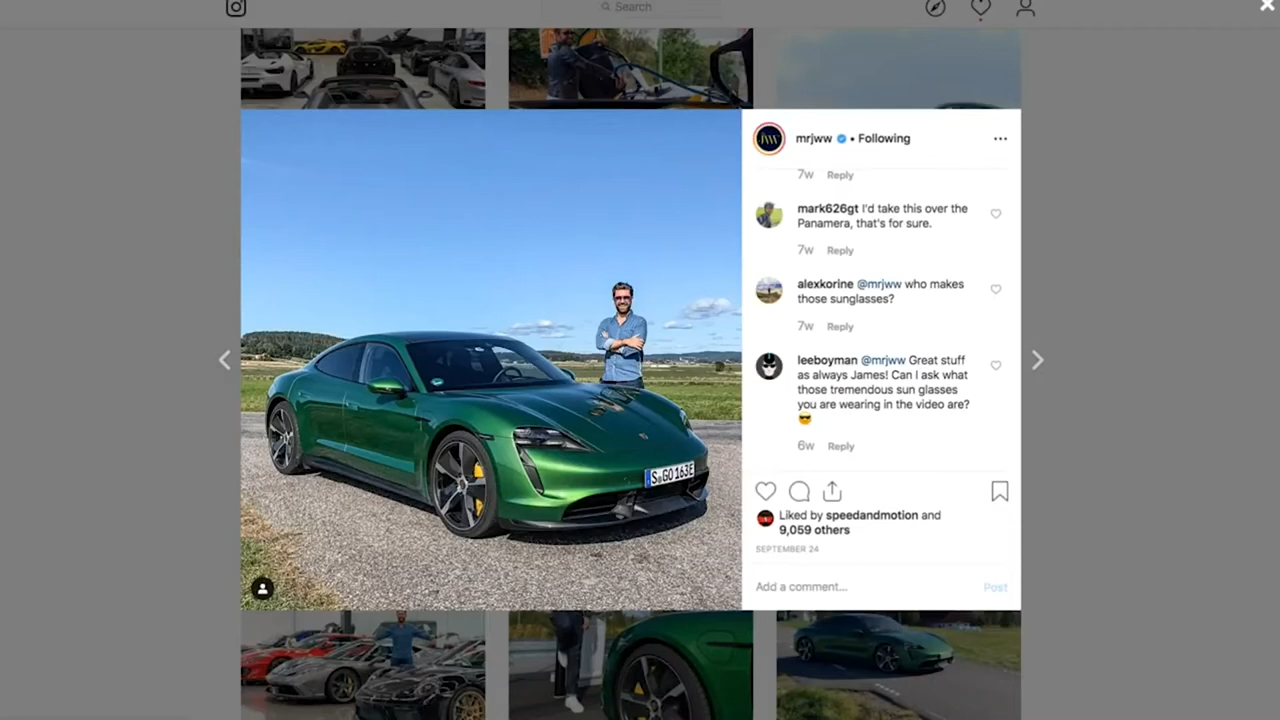 Search
mrjww • Following
7w Reply
mark626gt I'd take this over the
Panamera, that's for sure.
7w Reply
alexkorine @mrjww who makes
those sunglasses?
7w Reply
leeboyman @mrjww Great stuff
as always James! Can I ask what
those tremendous sun glasses
you are wearing in the video are?
😎
6w Reply
S GO 163E
Liked by speedandmotion and
9,059 others
SEPTEMBER 24
Add a comment... Post